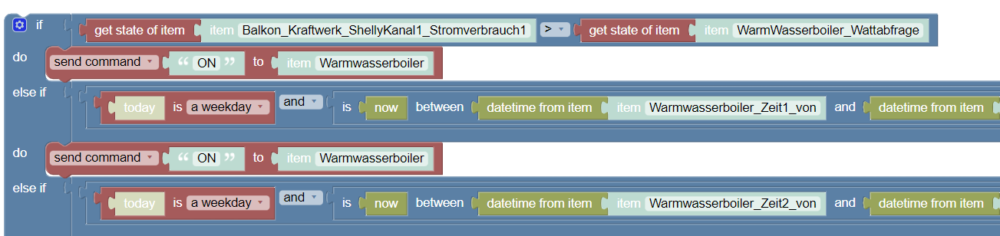 if get state of item item Balkon_Kraftwerk_ShellyKanal1_Stromverbrauch1 > get state of item item WarmWasserboiler_Wattabfrage
do send command “ ON ” to item Warmwasserboiler
else if today is a weekday and is now between datetime from item item Warmwasserboiler_Zeit1_von and datetime from item
do send command “ ON ” to item Warmwasserboiler
else if today is a weekday and is now between datetime from item item Warmwasserboiler_Zeit2_von and datetime from item